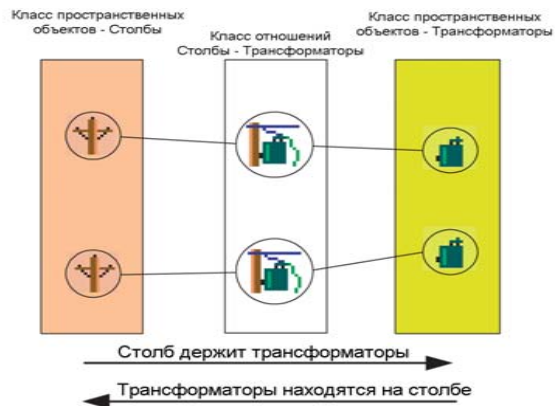 Класс пространственных
объектов - Столбы
Класс отношений
Столбы - Трансформаторы
Класс пространственных
объектов - Трансформаторы
Столб держит трансформаторы
Трансформаторы находятся на столбе